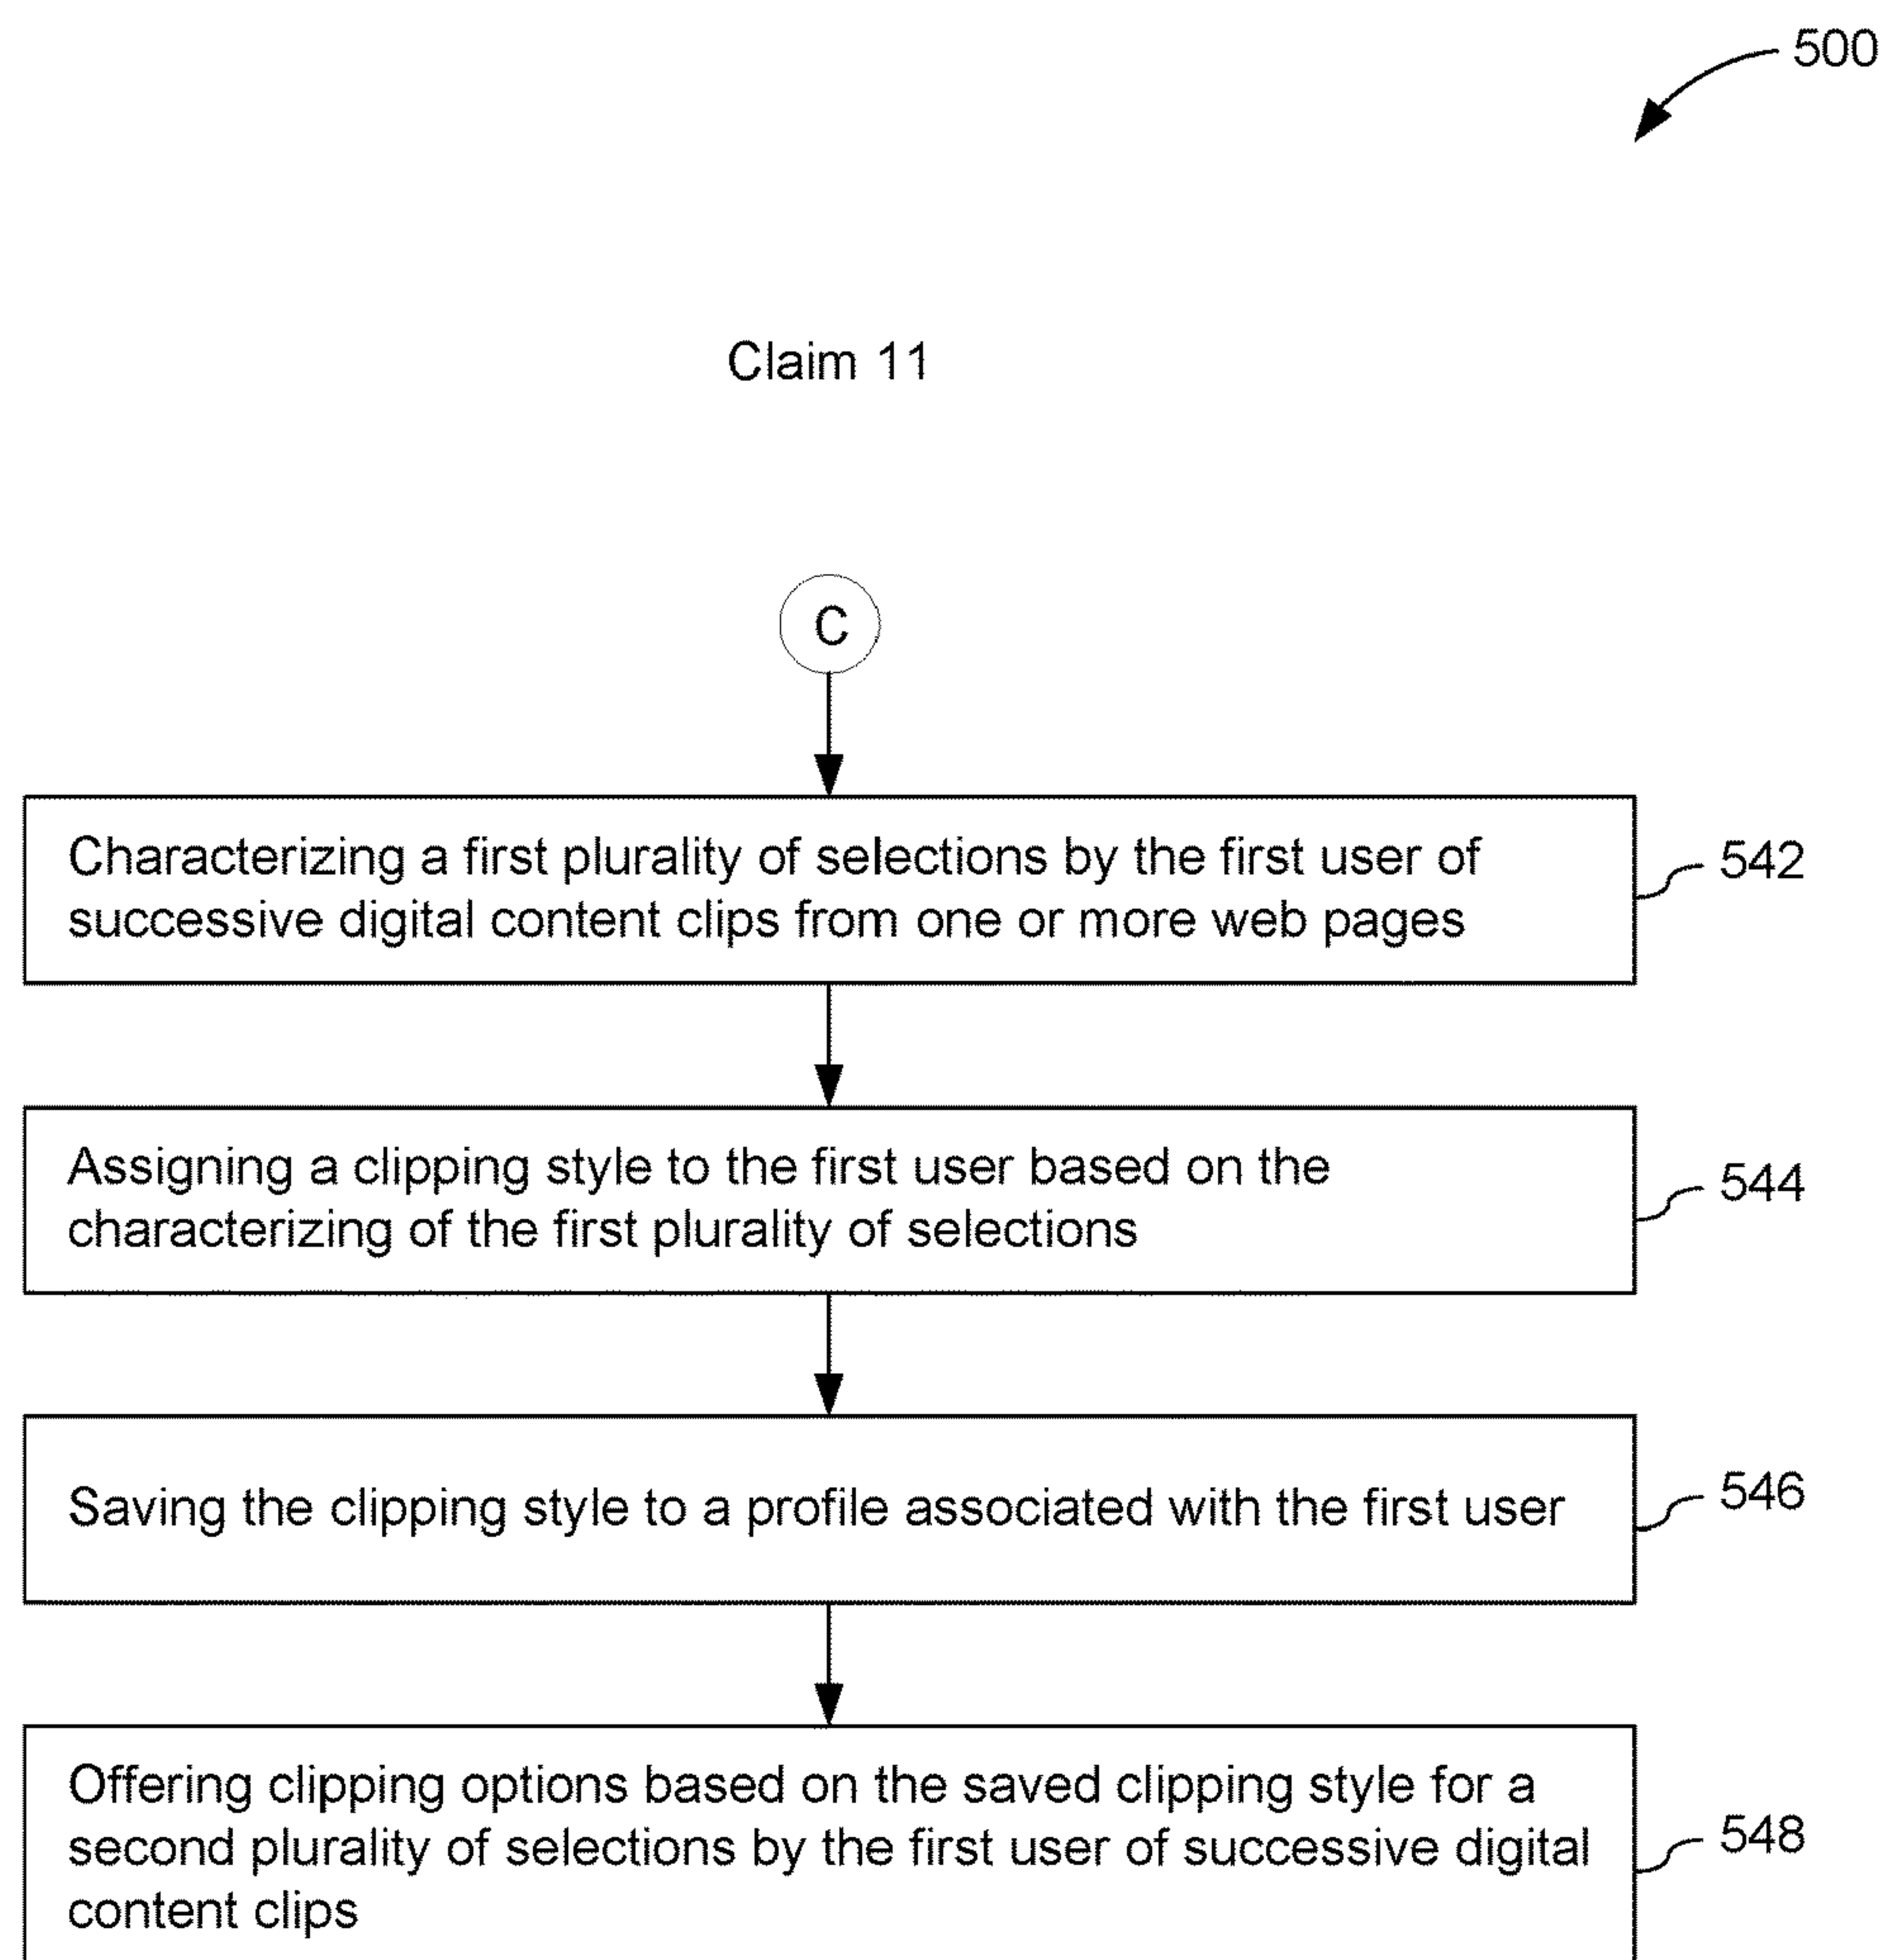 500
Claim 11
C
Characterizing a first plurality of selections by the first user of
successive digital content clips from one or more web pages
542
Assigning a clipping style to the first user based on the
characterizing of the first plurality of selections
544
Saving the clipping style to a profile associated with the first user
546
Offering clipping options based on the saved clipping style for a
second plurality of selections by the first user of successive digital
content clips
548